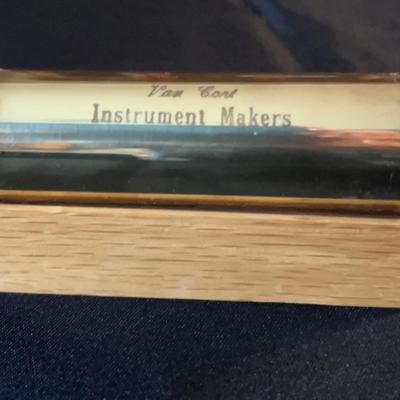 Van Cort
Instrument Makers